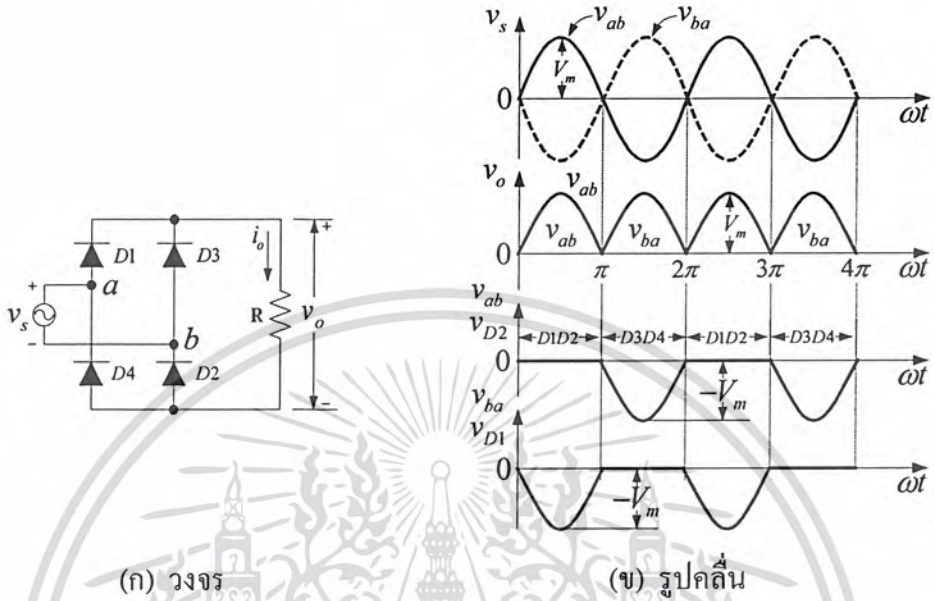 v_s
v_ab
v_ba
V_m
0
ωt
v_o
v_ab
V_m
v_ab
v_ba
v_ba
0
π
2π
3π
4π
ωt
v_ab
v_D2
D1D2
D3D4
D1D2
D3D4
0
ωt
-V_m
v_ba
v_D1
0
ωt
-V_m
D1
D3
i_o
+
a
R
v_o
+
v_s
-
b
D4
D2
-
(ก) วงจร
(ข) รูปคลื่น